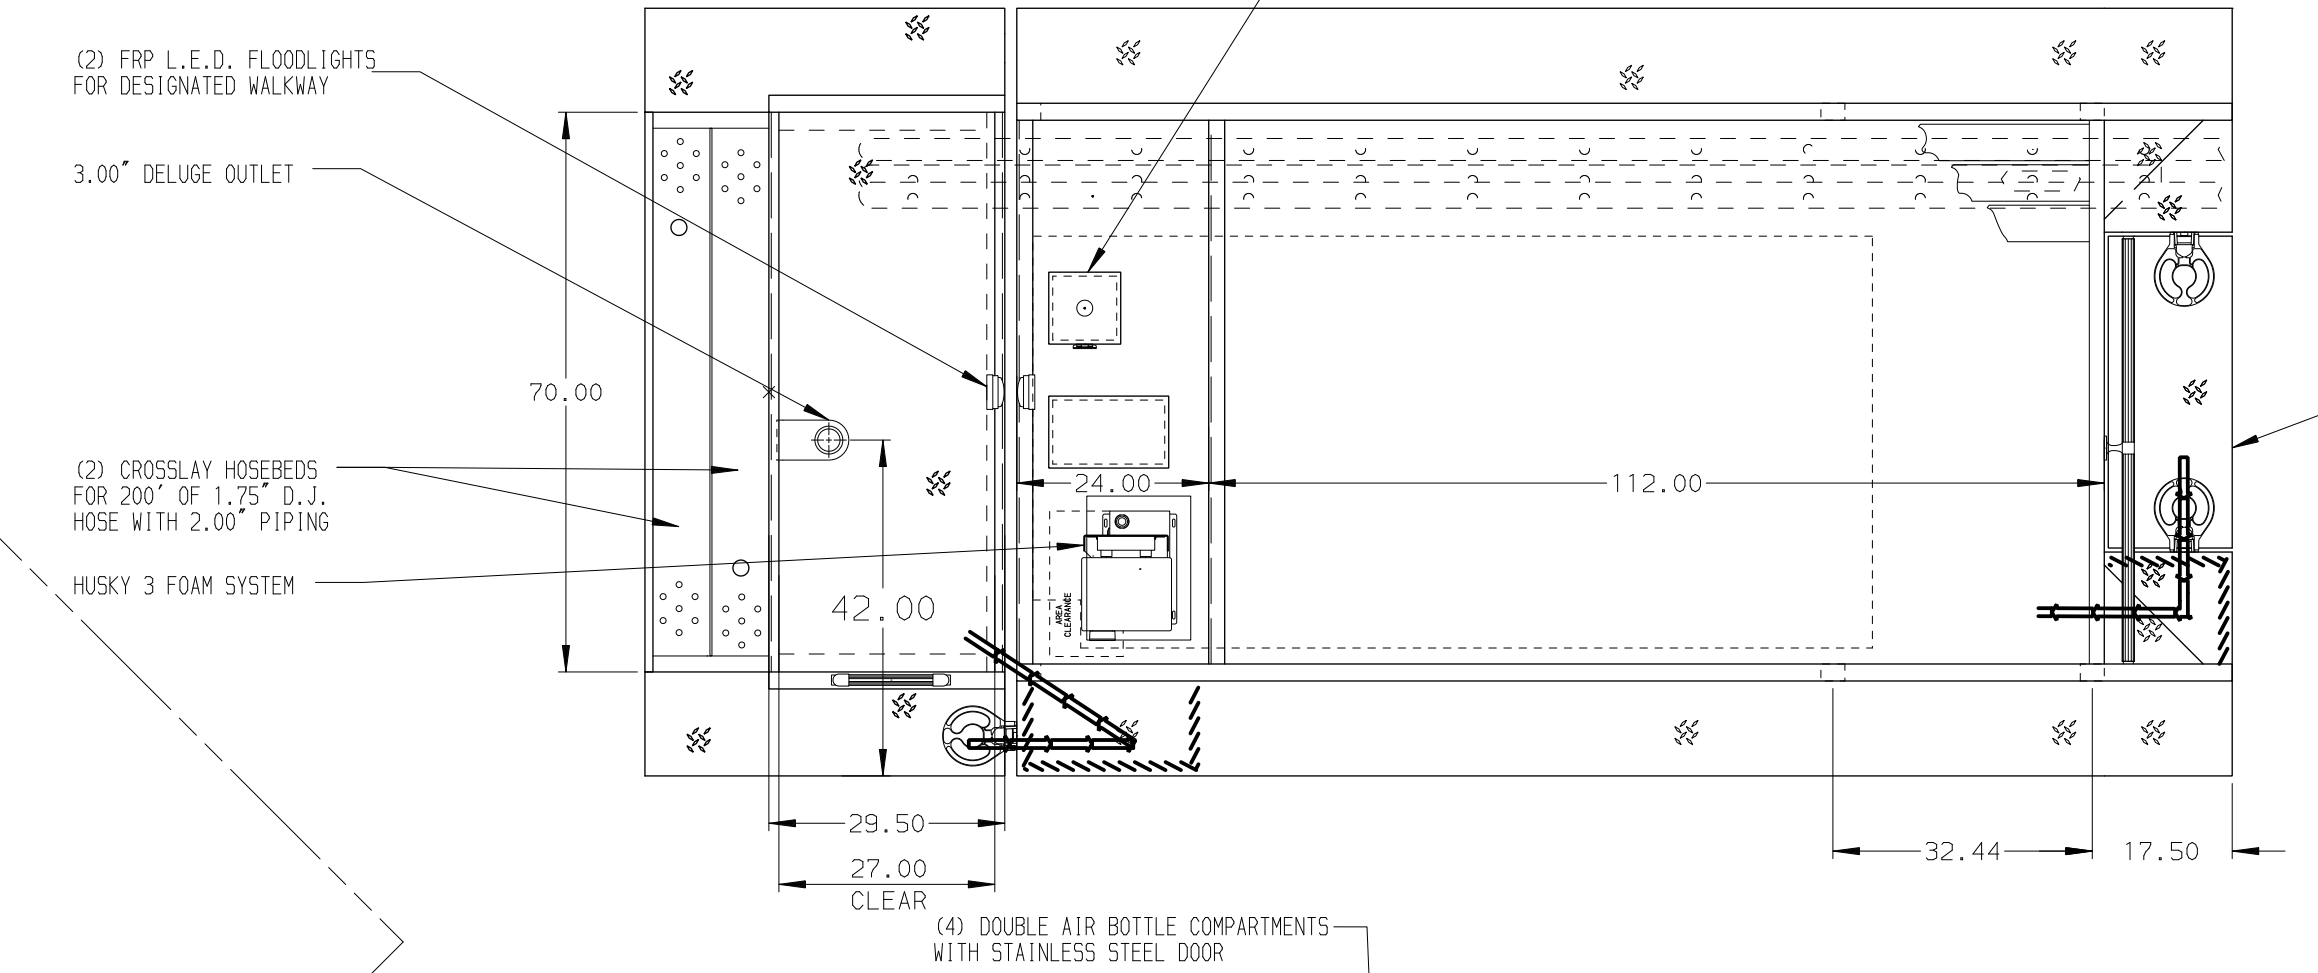 (2) FRP L.E.D. FLOODLIGHTS
FOR DESIGNATED WALKWAY
3.00" DELUGE OUTLET
70.00
(2) CROSSLAY HOSEBEDS
FOR 200' OF 1.75" D.J.
HOSE WITH 2.00" PIPING
HUSKY 3 FOAM SYSTEM
24.00
112.00
42.00
AREA
CLEARANCE
29.50
27.00
CLEAR
32.44
17.50
(4) DOUBLE AIR BOTTLE COMPARTMENTS
WITH STAINLESS STEEL DOOR